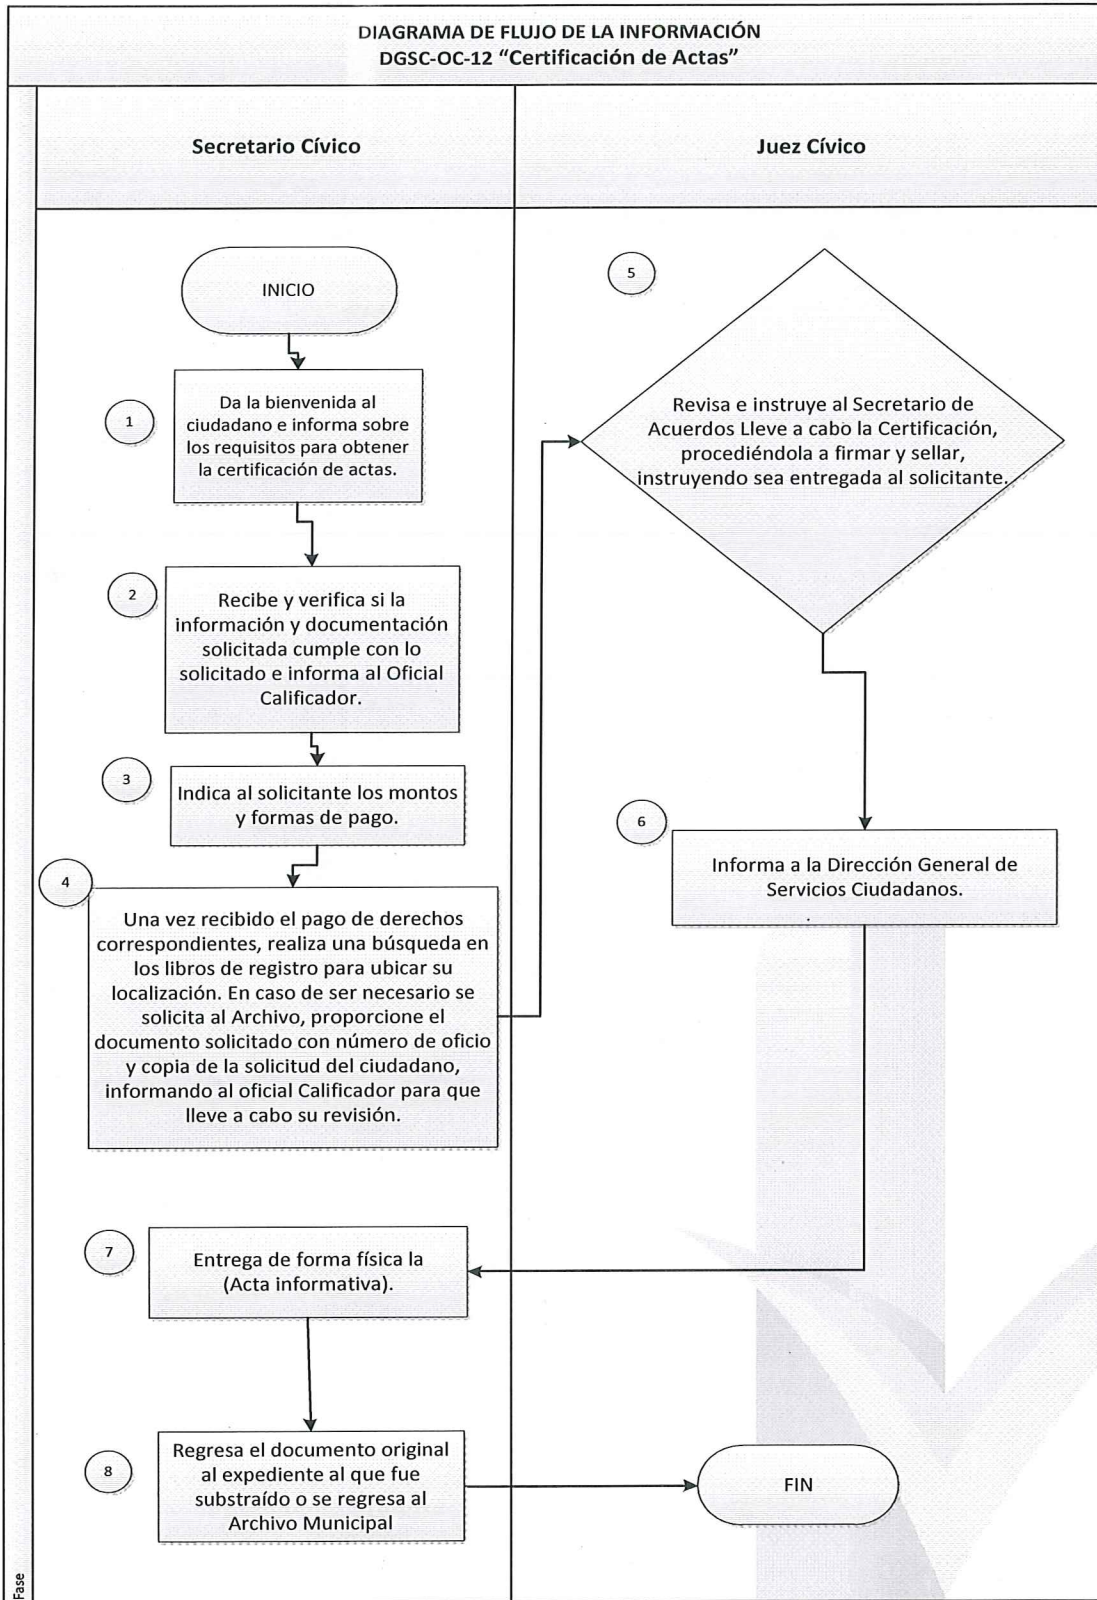 DIAGRAMA DE FLUJO DE LA INFORMACIÓN
DGSC-OC-12 “Certificación de Actas”
Secretario Cívico
Juez Cívico
INICIO
1
Da la bienvenida al
ciudadano e informa sobre
los requisitos para obtener
la certificación de actas.
2
Recibe y verifica si la
información y documentación
solicitada cumple con lo
solicitado e informa al Oficial
Calificador.
3
Indica al solicitante los montos
y formas de pago.
4
Una vez recibido el pago de derechos
correspondientes, realiza una búsqueda en
los libros de registro para ubicar su
localización. En caso de ser necesario se
solicita al Archivo, proporcione el
documento solicitado con número de oficio
y copia de la solicitud del ciudadano,
informando al oficial Calificador para que
lleve a cabo su revisión.
5
Revisa e instruye al Secretario de
Acuerdos Lleve a cabo la Certificación,
procediéndola a firmar y sellar,
instruyendo sea entregada al solicitante.
6
Informa a la Dirección General de
Servicios Ciudadanos.
7
Entrega de forma física la
(Acta informativa).
8
Regresa el documento original
al expediente al que fue
substraído o se regresa al
Archivo Municipal
FIN
Fase